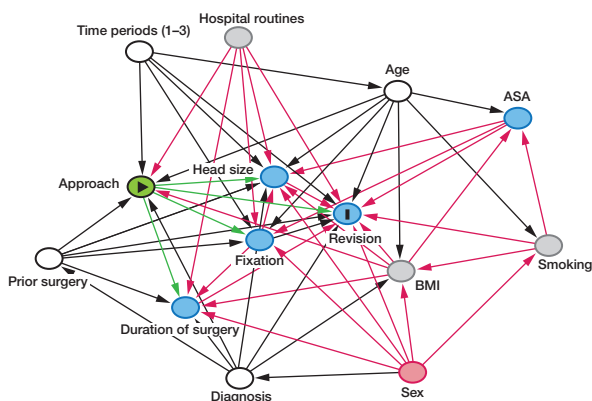 Hospital routines
Time periods (1–3)
Age
ASA
Head size
Approach
Revision
Fixation
Smoking
Prior surgery
BMI
Duration of surgery
Sex
Diagnosis